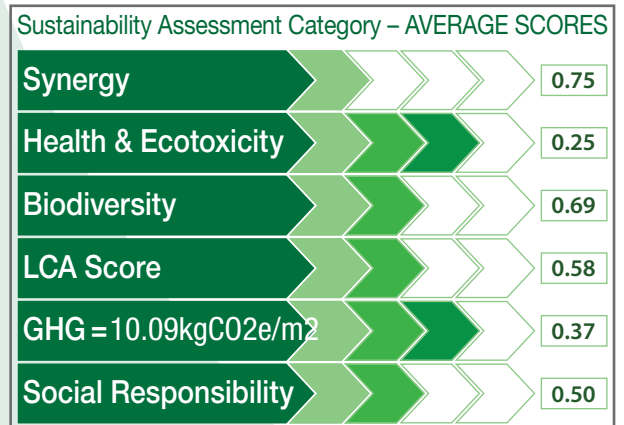 Sustainability Assessment Category – AVERAGE SCORES
Synergy 0.75
Health & Ecotoxicity 0.25
Biodiversity 0.69
LCA Score 0.58
GHG = 10.09kgCO2e/m2 0.37
Social Responsibility 0.50